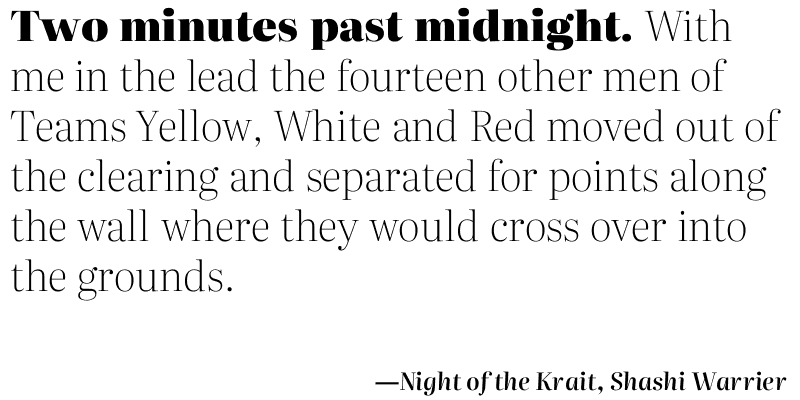 Two minutes past midnight. With
me in the lead the fourteen other men of
Teams Yellow, White and Red moved out of
the clearing and separated for points along
the wall where they would cross over into
the grounds.
—Night of the Krait, Shashi Warrier